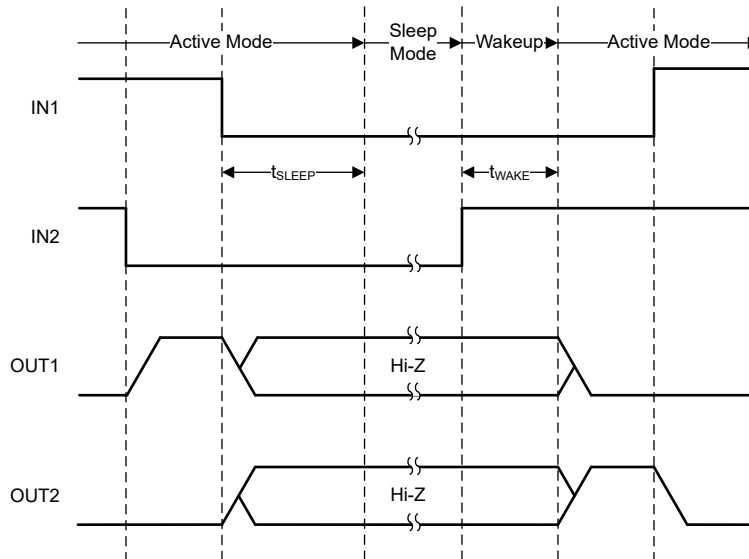 Active Mode
Sleep
Mode
Wakeup
Active Mode
IN1
tSLEEP
tWAKE
IN2
OUT1
Hi-Z
OUT2
Hi-Z